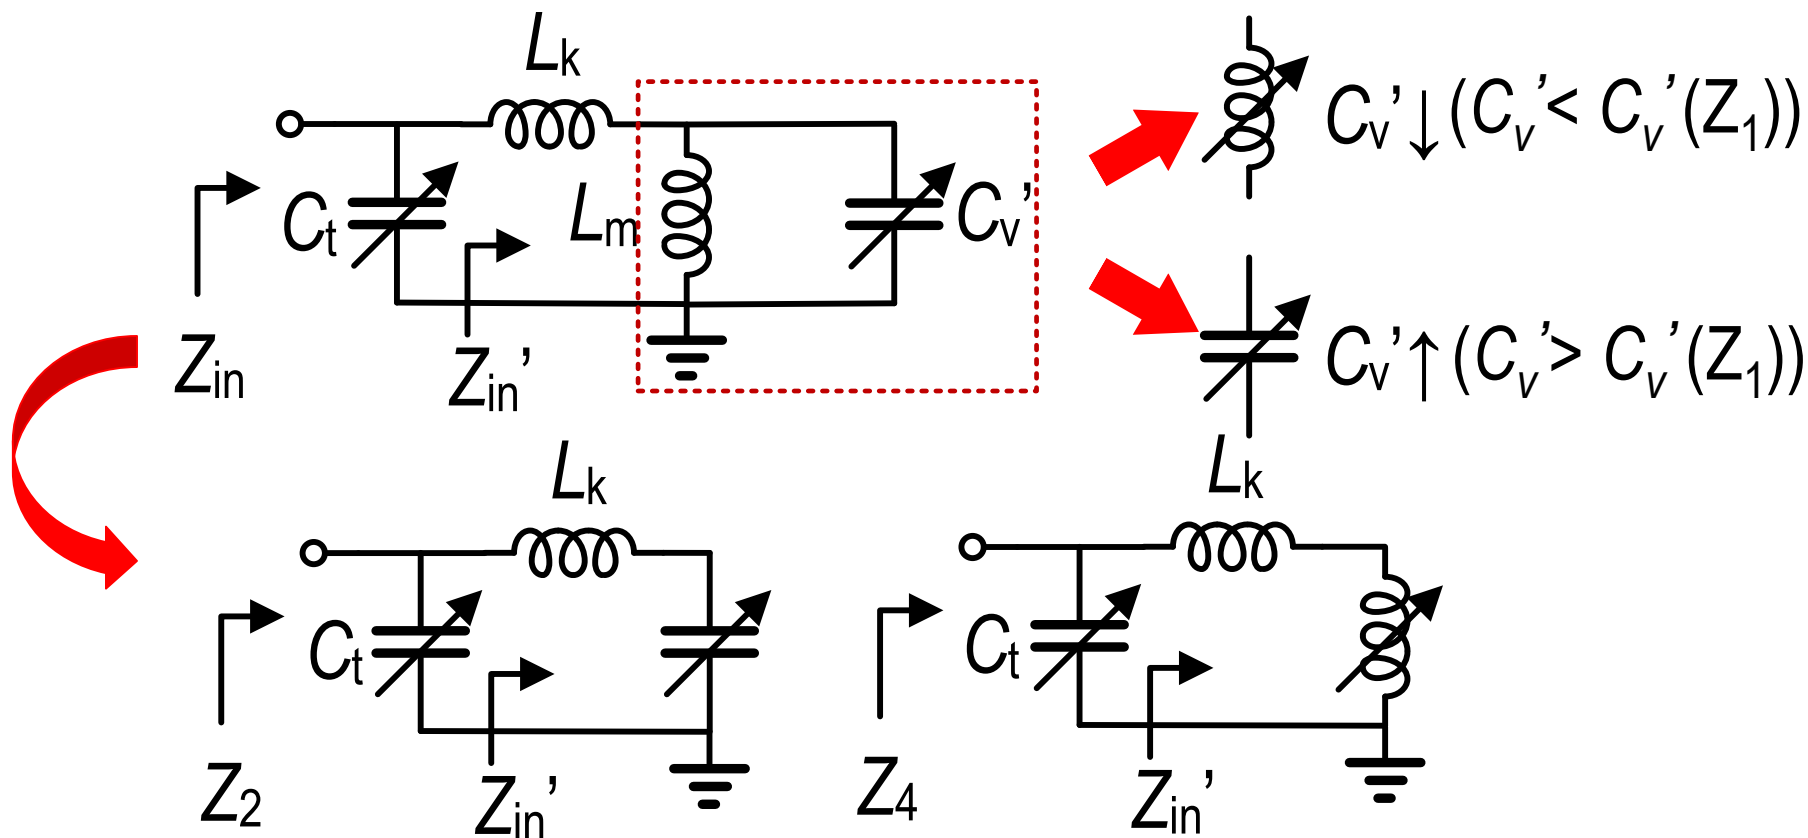 Lk
Ct
Lm
Cv'
Zin
Zin'
Cv'↓(Cv'< Cv'(Z1))
Cv'↑(Cv'> Cv'(Z1))
Lk
Ct
Z2
Zin'
Lk
Ct
Z4
Zin'